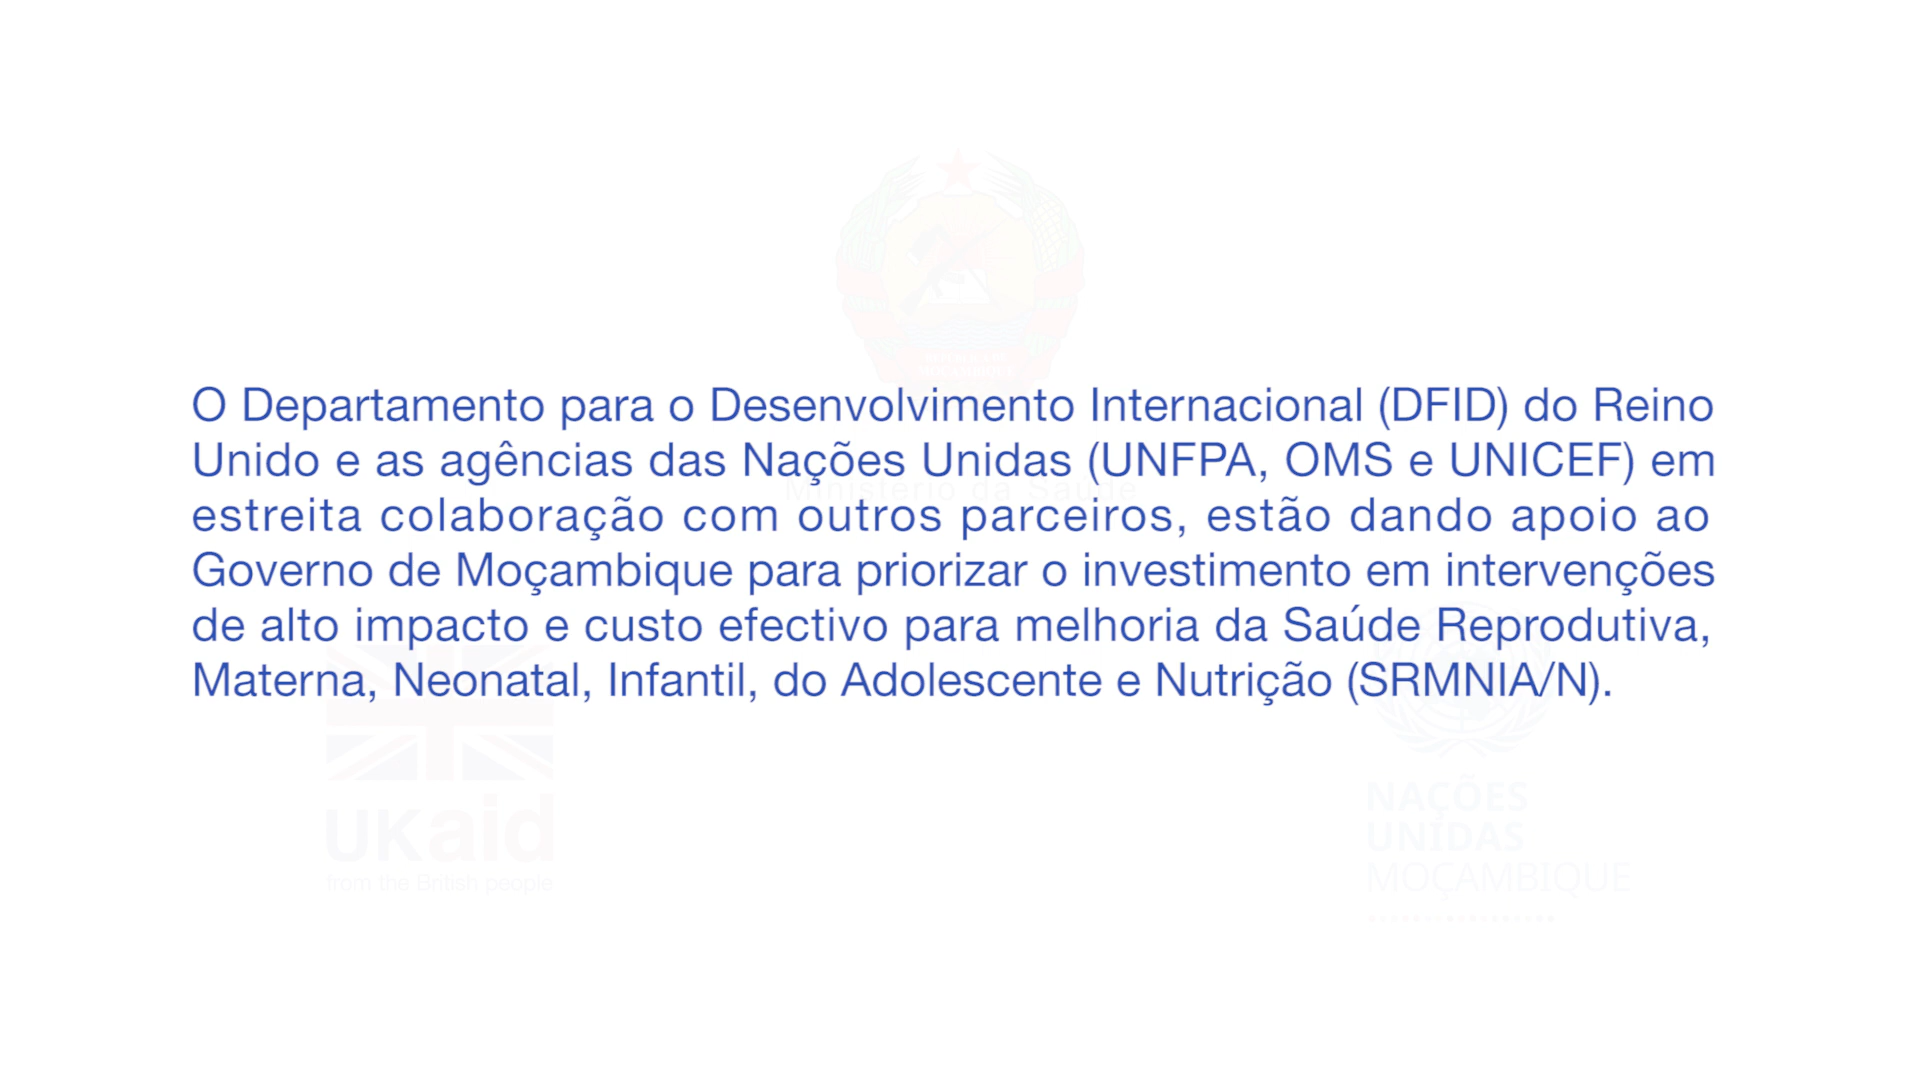 O Departamento para o Desenvolvimento Internacional (DFID) do Reino
Unido e as agências das Nações Unidas (UNFPA, OMS e UNICEF) em
estreita colaboração com outros parceiros, estão dando apoio ao
Governo de Moçambique para priorizar o investimento em intervenções
de alto impacto e custo efectivo para melhoria da Saúde Reprodutiva,
Materna, Neonatal, Infantil, do Adolescente e Nutrição (SRMNIA/N).
Ministério da Saúde
UKaid
from the British people
NAÇÕES
UNIDAS
MOÇAMBIQUE